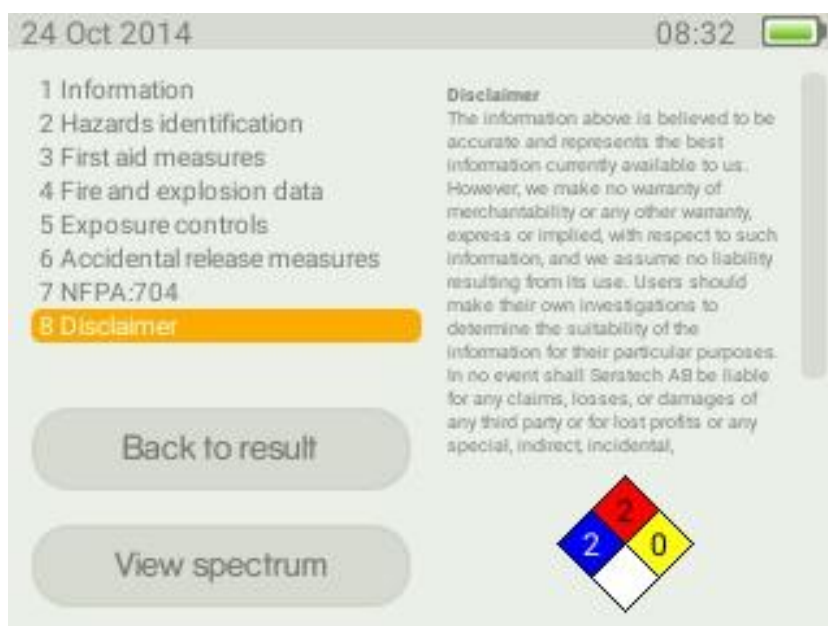 24 Oct 2014
08:32
1 Information
2 Hazards identification
3 First aid measures
4 Fire and explosion data
5 Exposure controls
6 Accidental release measures
7 NFPA:704
8 Disclaimer
Back to result
View spectrum
Disclaimer
The information above is believed to be
accurate and represents the best
information currently available to us.
However, we make no warranty of
merchantability or any other warranty,
express or implied, with respect to such
information, and we assume no liability
resulting from its use. Users should
make their own investigations to
determine the suitability of the
information for their particular purposes.
In no event shall Serstech AB be liable
for any claims, losses, or damages of
any third party or for lost profits or any
special, indirect, incidental,
2
2
0